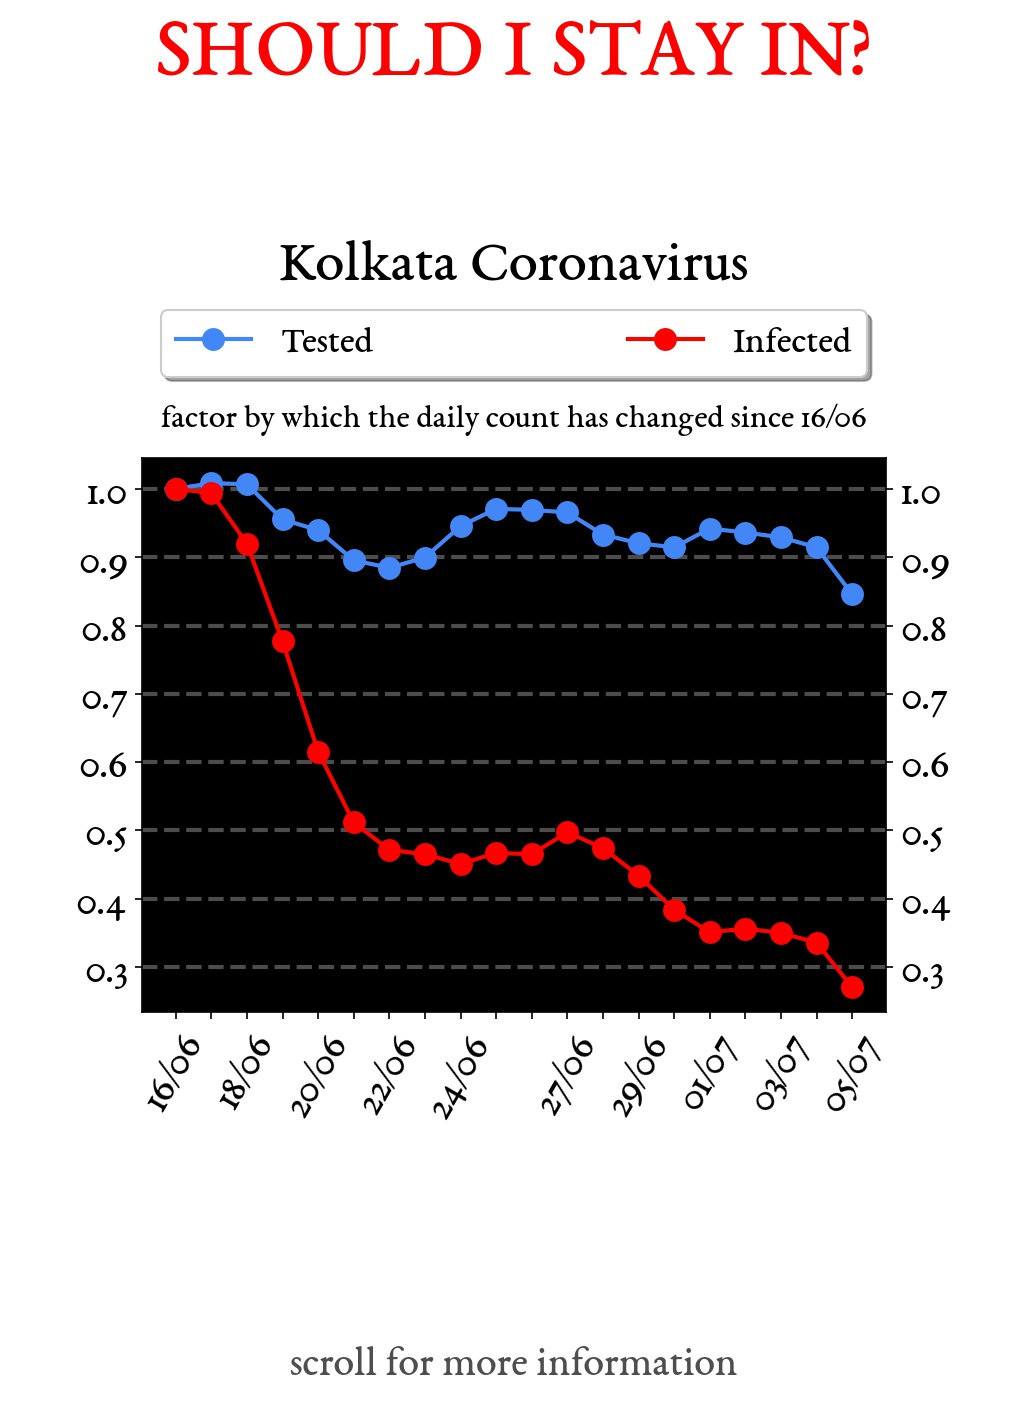 SHOULD I STAY IN?
Kolkata Coronavirus
Tested Infected
factor by which the daily count has changed since 16/06
1.0 1.0
0.9 0.9
0.8 0.8
0.7 0.7
0.6 0.6
0.5 0.5
0.4 0.4
0.3 0.3
16/06 18/06 20/06 22/06 24/06 27/06 29/06 01/07 03/07 05/07
scroll for more information